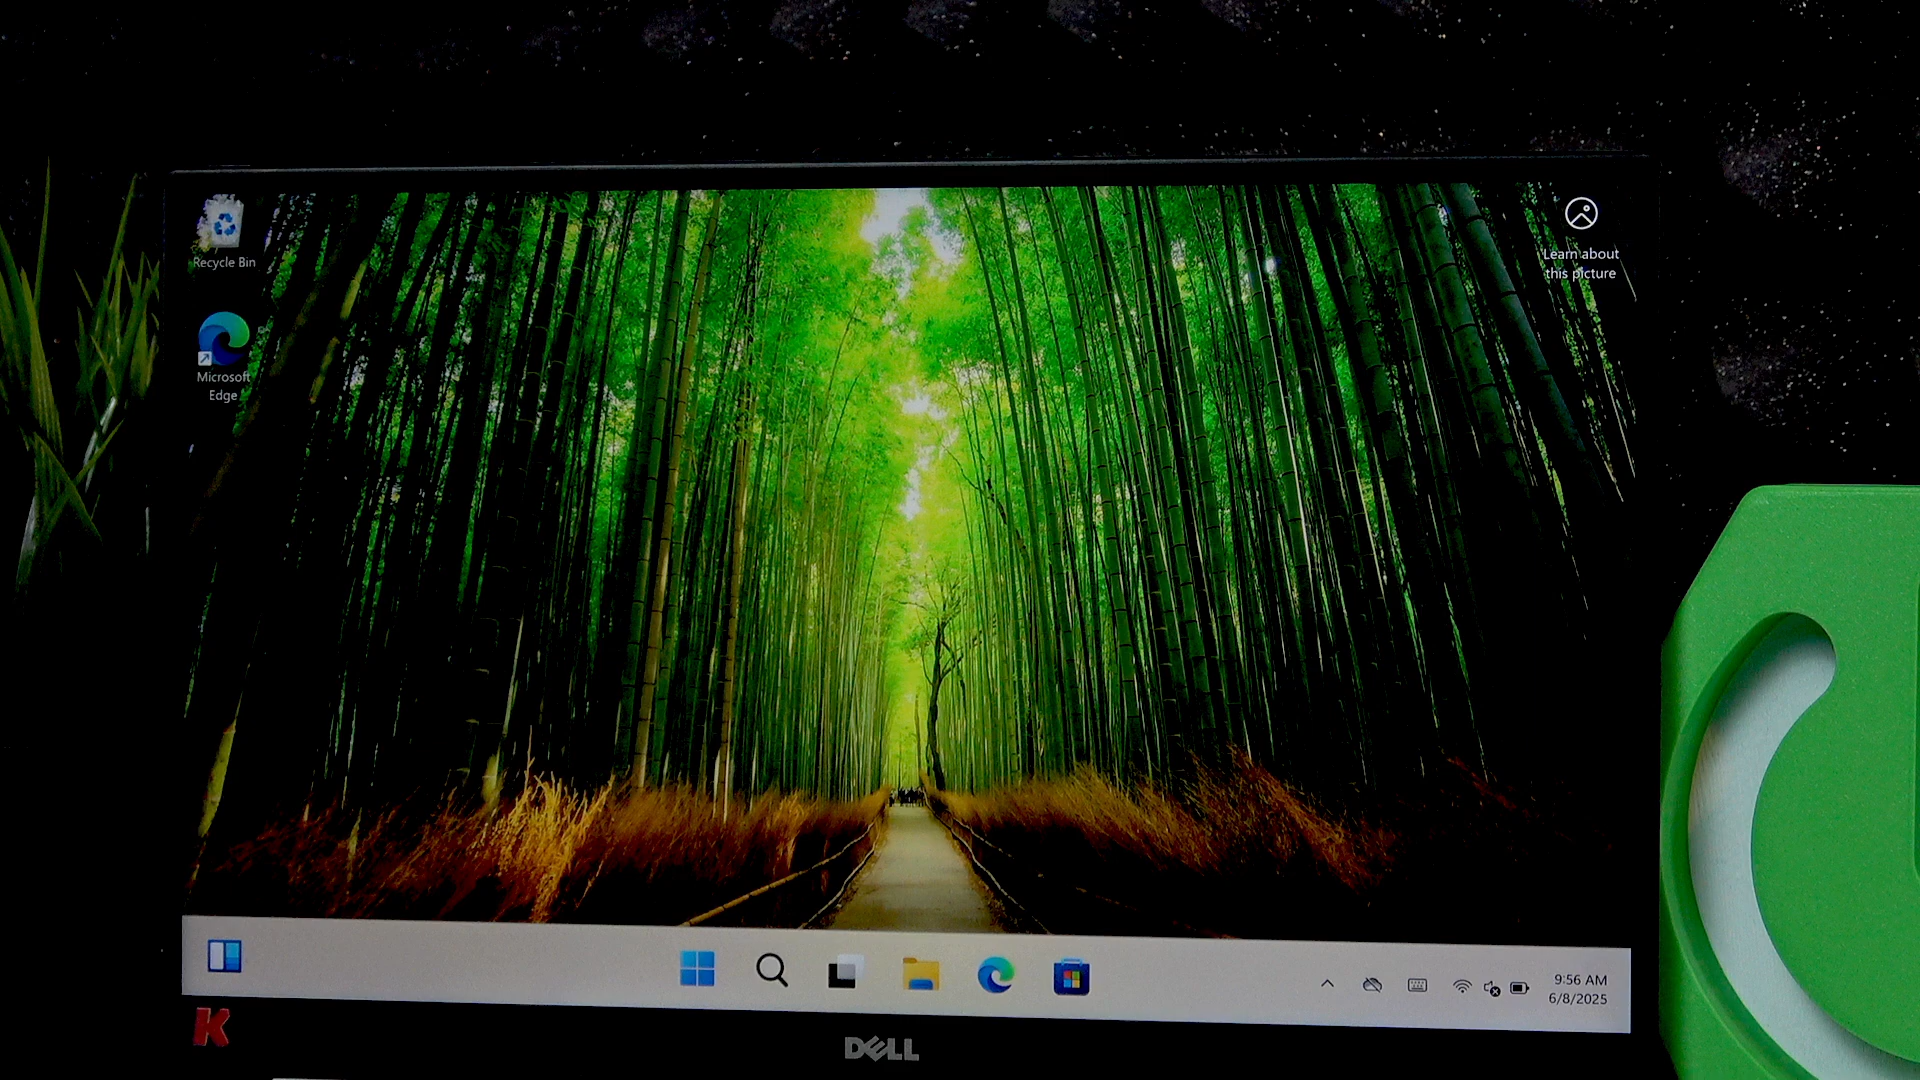 Recycle Bin
Learn about
this picture
Microsoft
Edge
9:56 AM
6/8/2025
K
DELL